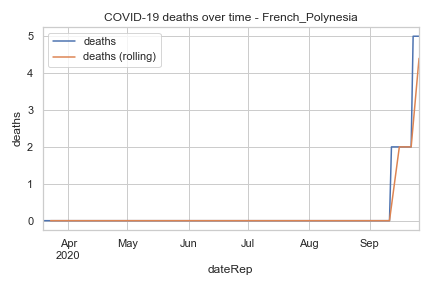 COVID-19 deaths over time - French_Polynesia
deaths
deaths (rolling)
5
4
3
2
1
0
deaths
Apr May Jun Jul Aug Sep
2020
dateRep